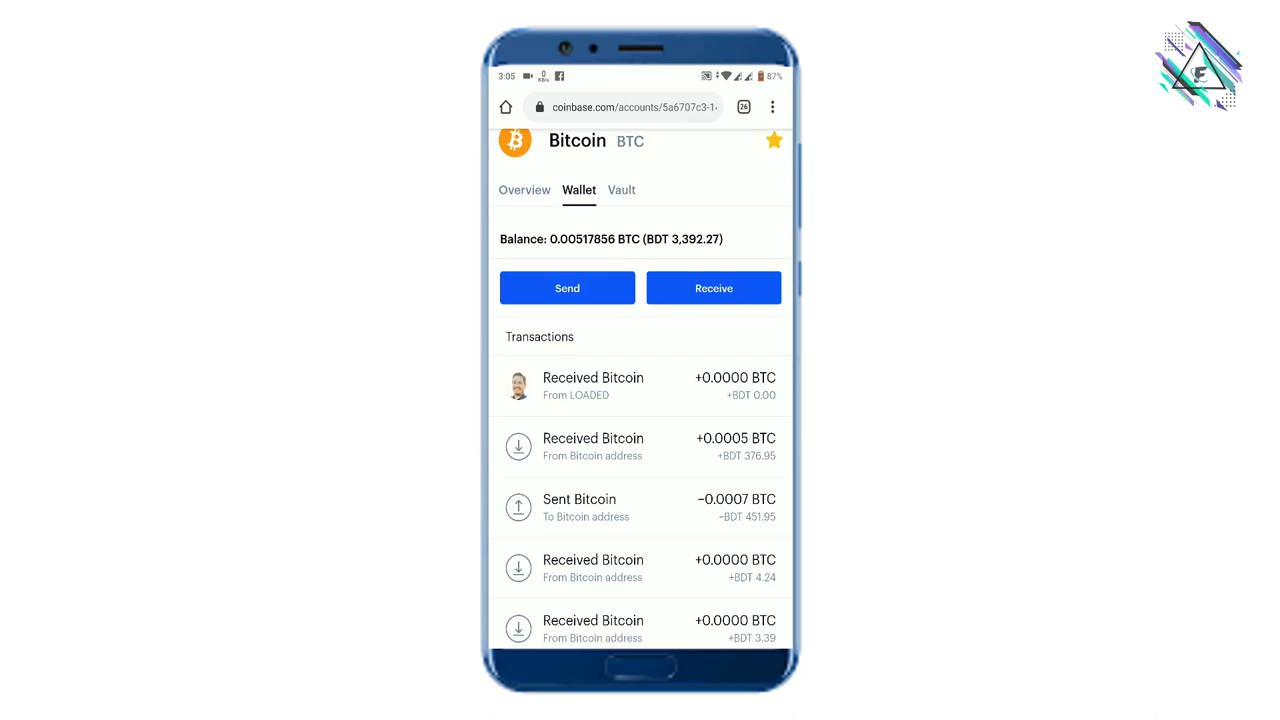 3:05 0 KB/s 87%
coinbase.com/accounts/5a6707c3-1
26
Bitcoin BTC
Overview Wallet Vault
Balance: 0.00517856 BTC (BDT 3,392.27)
Send Receive
Transactions
Received Bitcoin +0.0000 BTC
From LOADED +BDT 0.00
Received Bitcoin +0.0005 BTC
From Bitcoin address +BDT 376.95
Sent Bitcoin −0.0007 BTC
To Bitcoin address −BDT 451.95
Received Bitcoin +0.0000 BTC
From Bitcoin address +BDT 4.24
Received Bitcoin +0.0000 BTC
From Bitcoin address +BDT 3.39